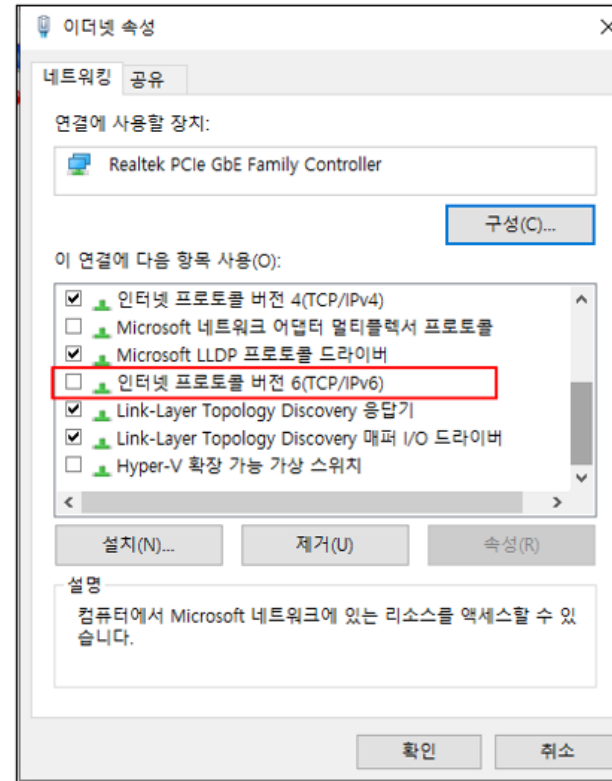 이더넷 속성
네트워킹
공유
연결에 사용할 장치:
Realtek PCIe GbE Family Controller
구성(C)...
이 연결에 다음 항목 사용(O):
인터넷 프로토콜 버전 4(TCP/IPv4)
Microsoft 네트워크 어댑터 멀티플렉서 프로토콜
Microsoft LLDP 프로토콜 드라이버
인터넷 프로토콜 버전 6(TCP/IPv6)
Link-Layer Topology Discovery 응답기
Link-Layer Topology Discovery 매퍼 I/O 드라이버
Hyper-V 확장 가능 가상 스위치
설치(N)...
제거(U)
속성(R)
설명
컴퓨터에서 Microsoft 네트워크에 있는 리소스를 액세스할 수 있
습니다.
확인
취소